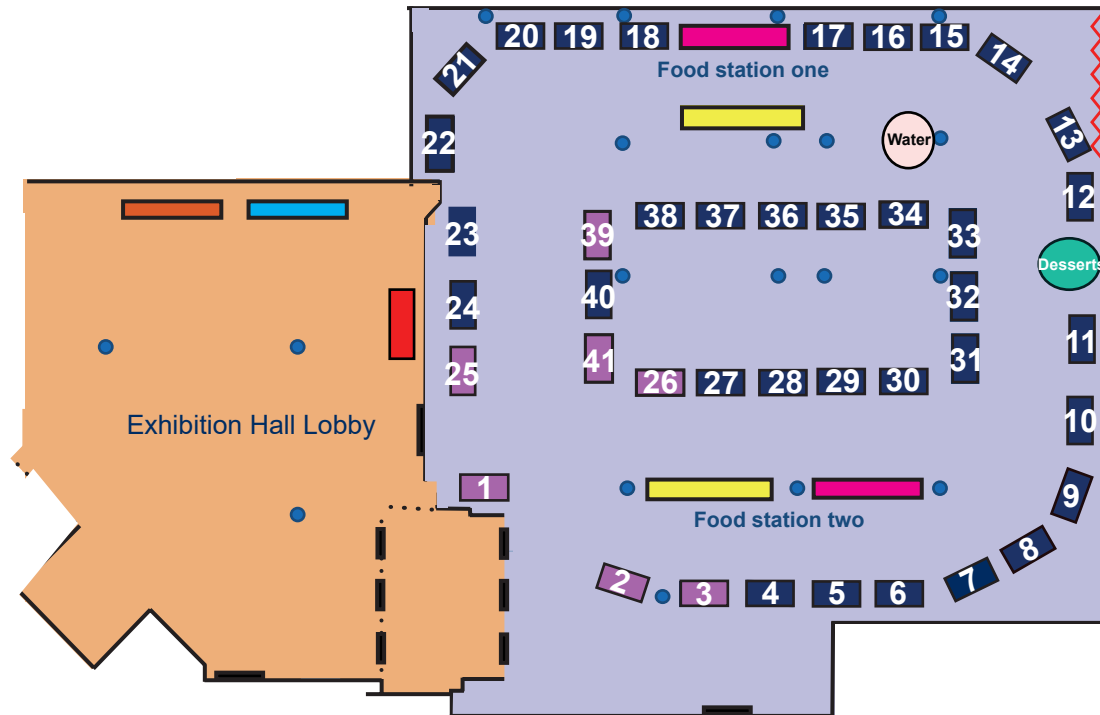 20 19 18 17 16 15
14
21
Food station one
13
22
Water
12
38 37 36 35 34
23 39 33
Desserts
24 40 32
11
25 41 31
26 27 28 29 30
10
Exhibition Hall Lobby
1
9
Food station two
8
2 7
3 4 5 6